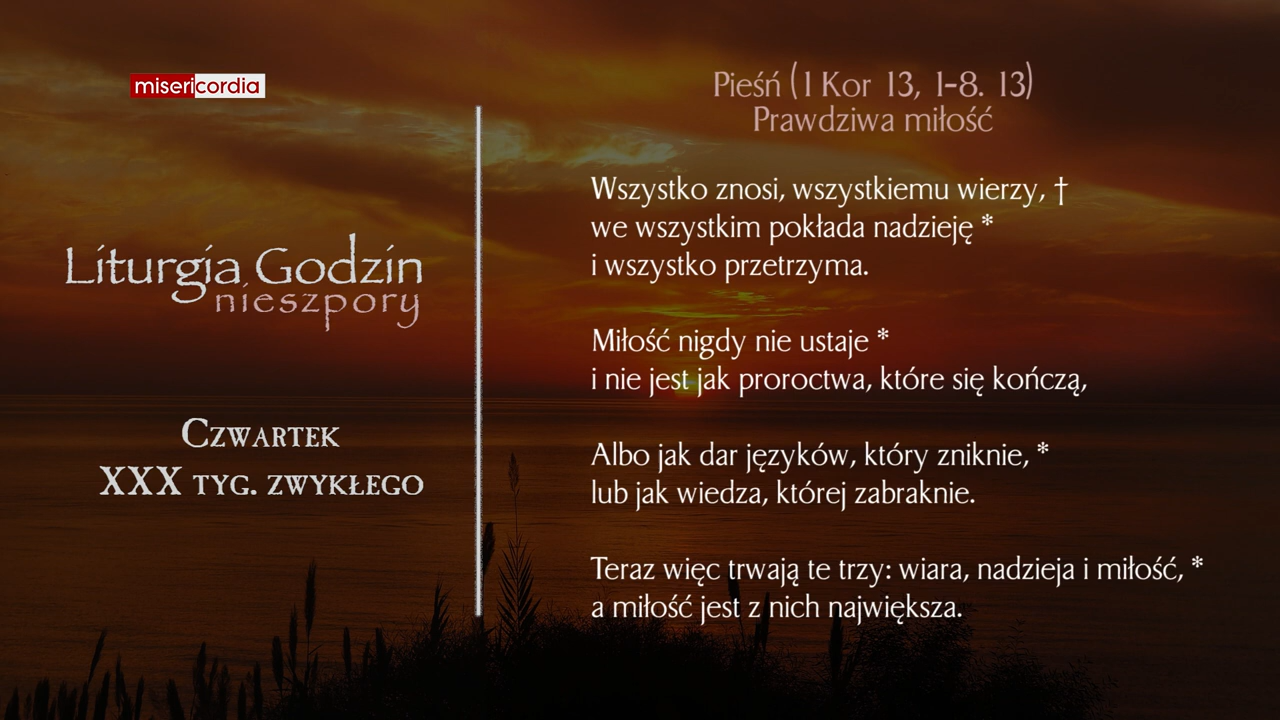 misericordia
Liturgia Godzin
nieszpory
Czwartek
XXX tyg. zwykłego
Pieśń (1 Kor 13, 1-8. 13)
Prawdziwa miłość
Wszystko znosi, wszystkiemu wierzy, †
we wszystkim pokłada nadzieję *
i wszystko przetrzyma.
Miłość nigdy nie ustaje *
i nie jest jak proroctwa, które się kończą,
Albo jak dar języków, który zniknie, *
lub jak wiedza, której zabraknie.
Teraz więc trwają te trzy: wiara, nadzieja i miłość, *
a miłość jest z nich największa.